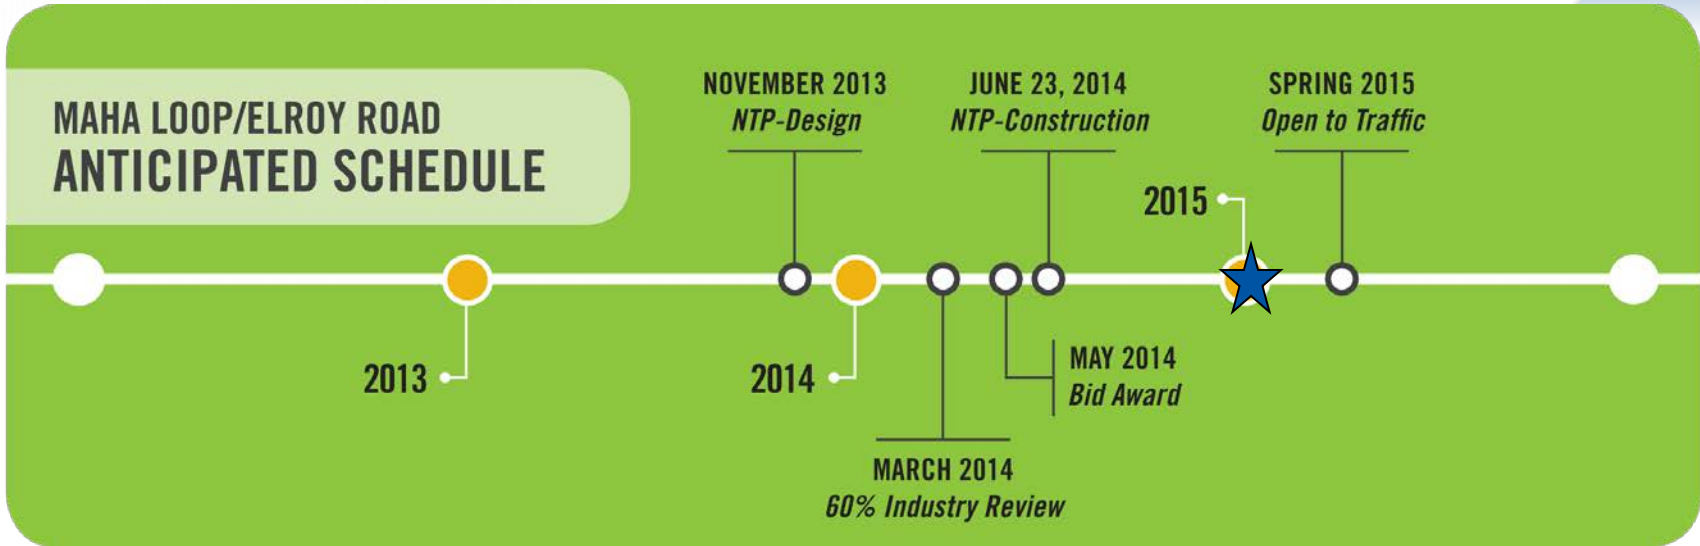 MAHA LOOP/ELROY ROAD
ANTICIPATED SCHEDULE
NOVEMBER 2013
NTP-Design
JUNE 23, 2014
NTP-Construction
SPRING 2015
Open to Traffic
2015
2013
2014
MAY 2014
Bid Award
MARCH 2014
60% Industry Review